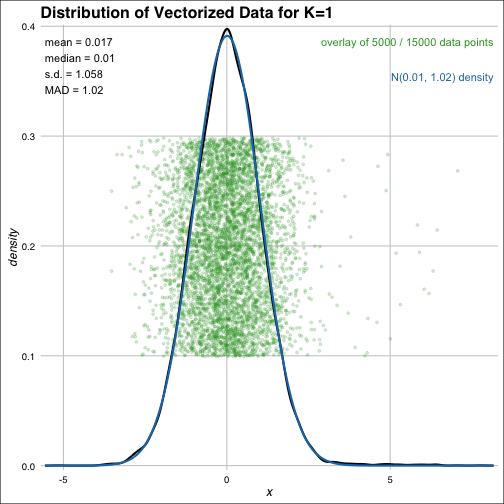 Distribution of Vectorized Data for K=1
mean = 0.017
median = 0.01
s.d. = 1.058
MAD = 1.02
overlay of 5000 / 15000 data points
N(0.01, 1.02) density
0.4
0.3
0.2
0.1
0.0
density
-5
0
5
x